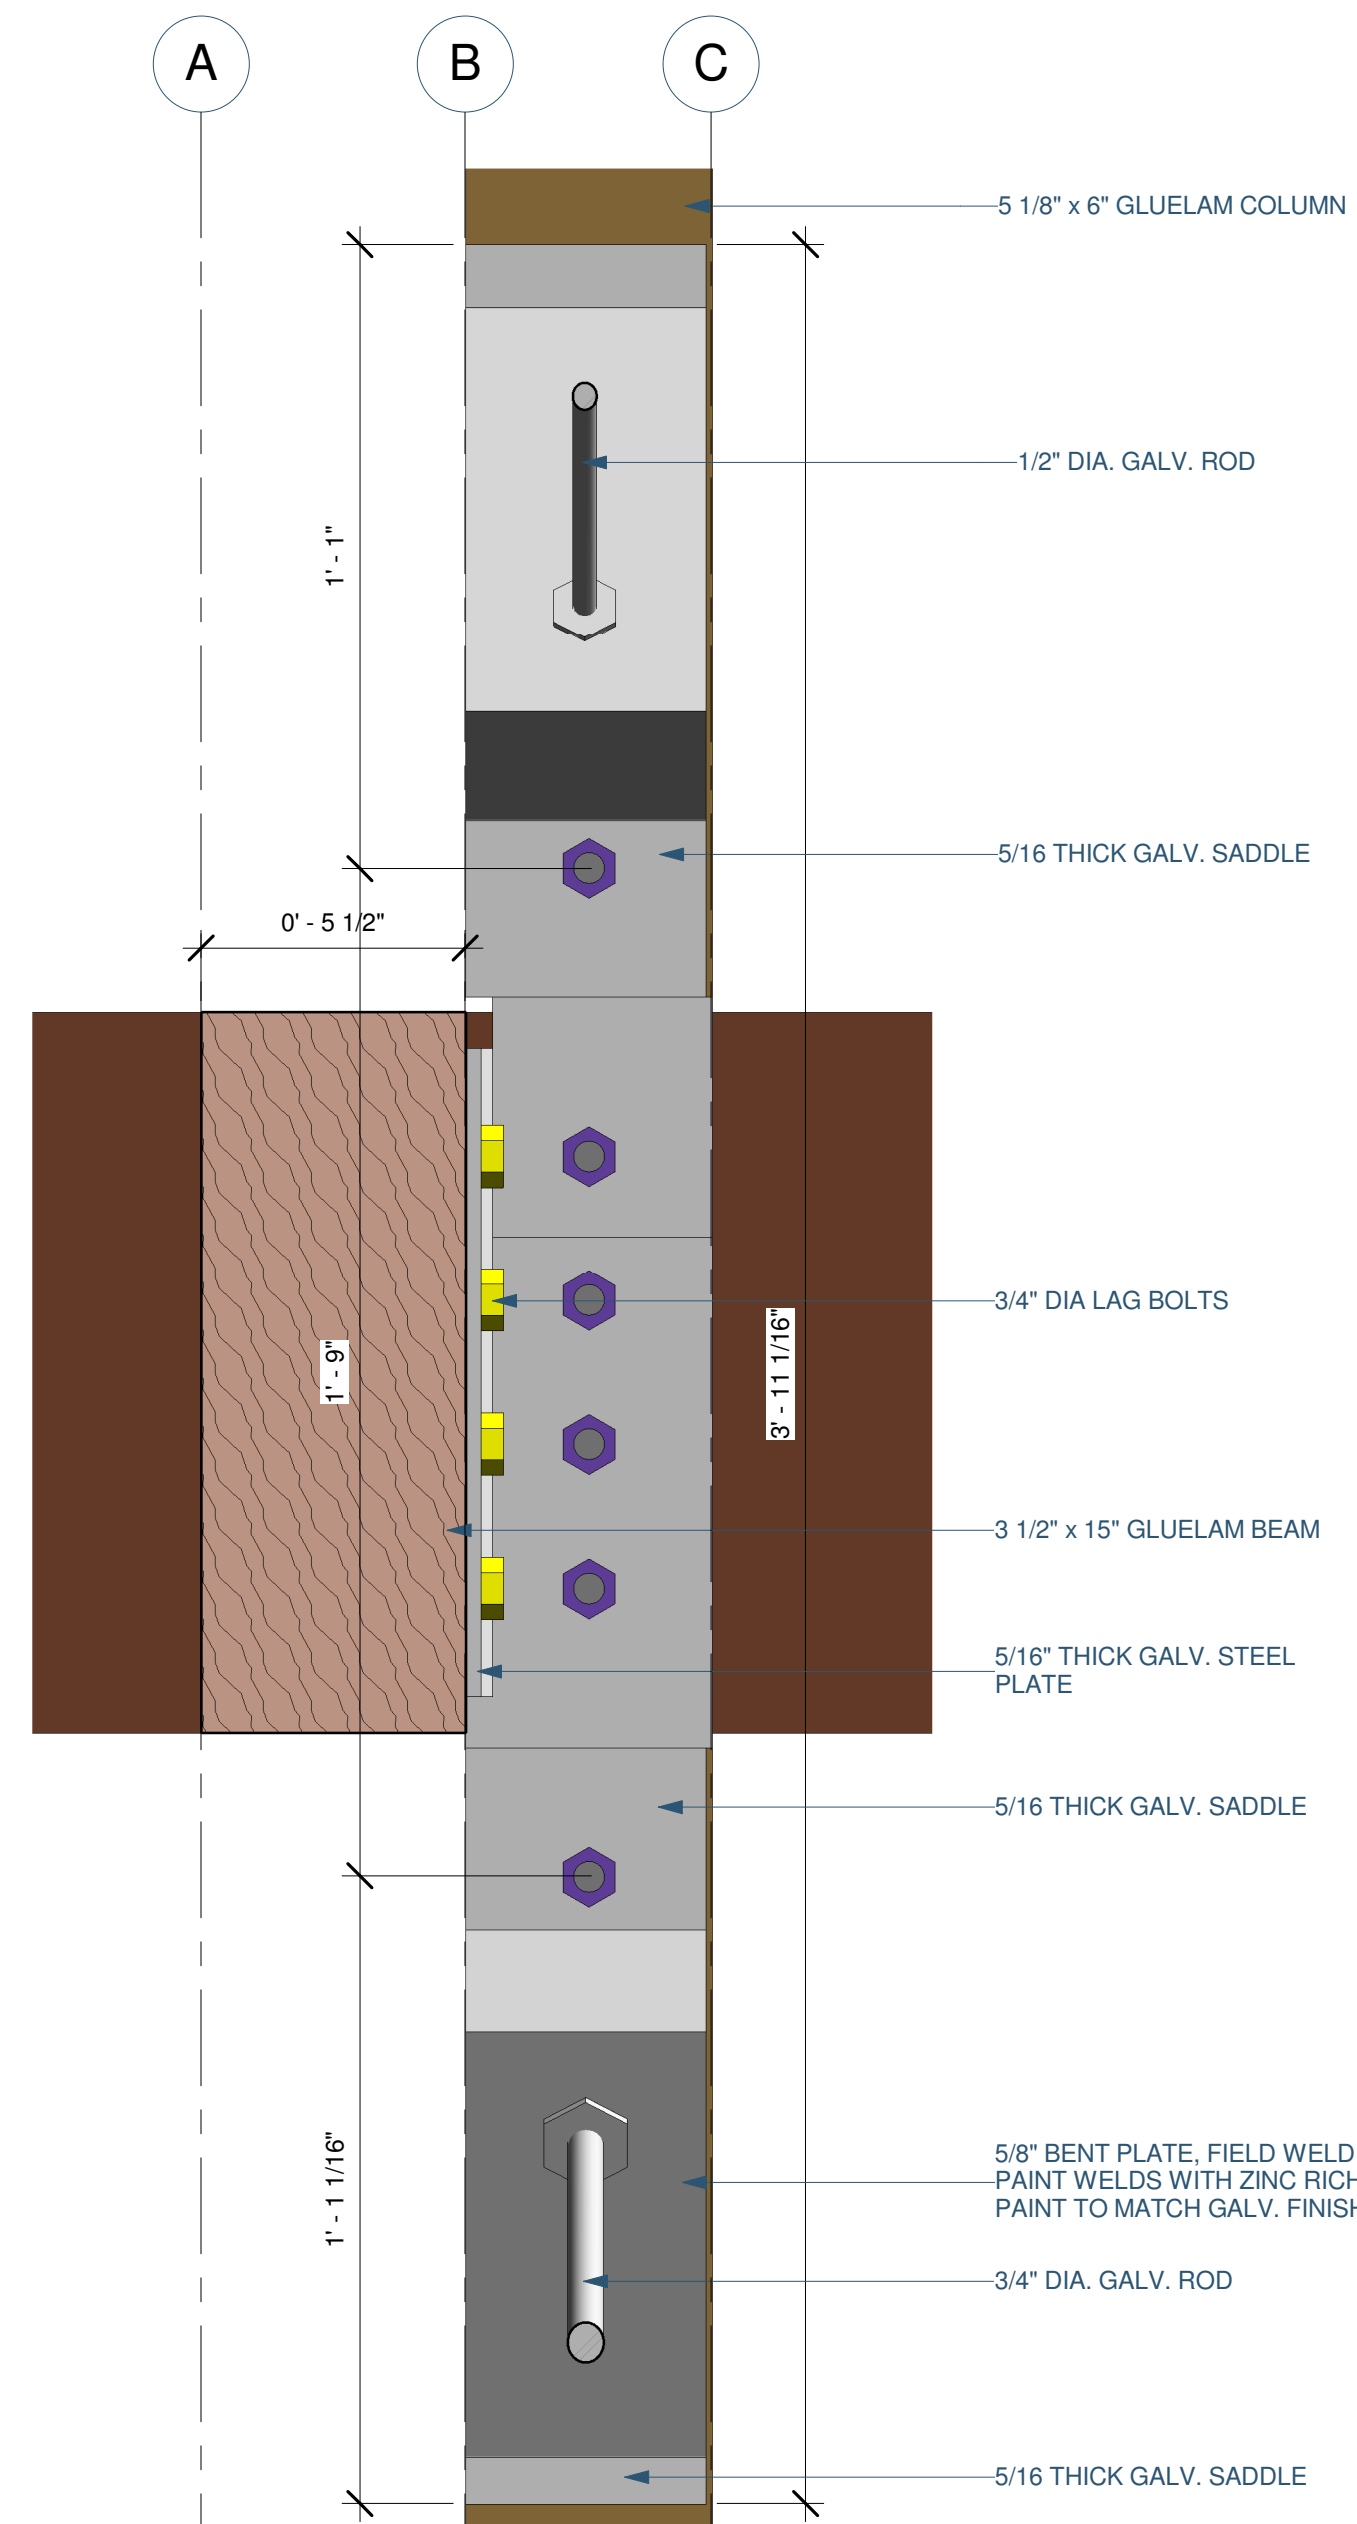 A
B
C
5 1/8" x 6" GLUELAM COLUMN
1/2" DIA. GALV. ROD
1' - 1"
5/16 THICK GALV. SADDLE
0' - 5 1/2"
3/4" DIA LAG BOLTS
1' - 9"
3' - 11 1/16"
3 1/2" x 15" GLUELAM BEAM
5/16" THICK GALV. STEEL
PLATE
5/16 THICK GALV. SADDLE
1' - 1 1/16"
5/8" BENT PLATE, FIELD WELD
PAINT WELDS WITH ZINC RICH
PAINT TO MATCH GALV. FINISH
3/4" DIA. GALV. ROD
5/16 THICK GALV. SADDLE